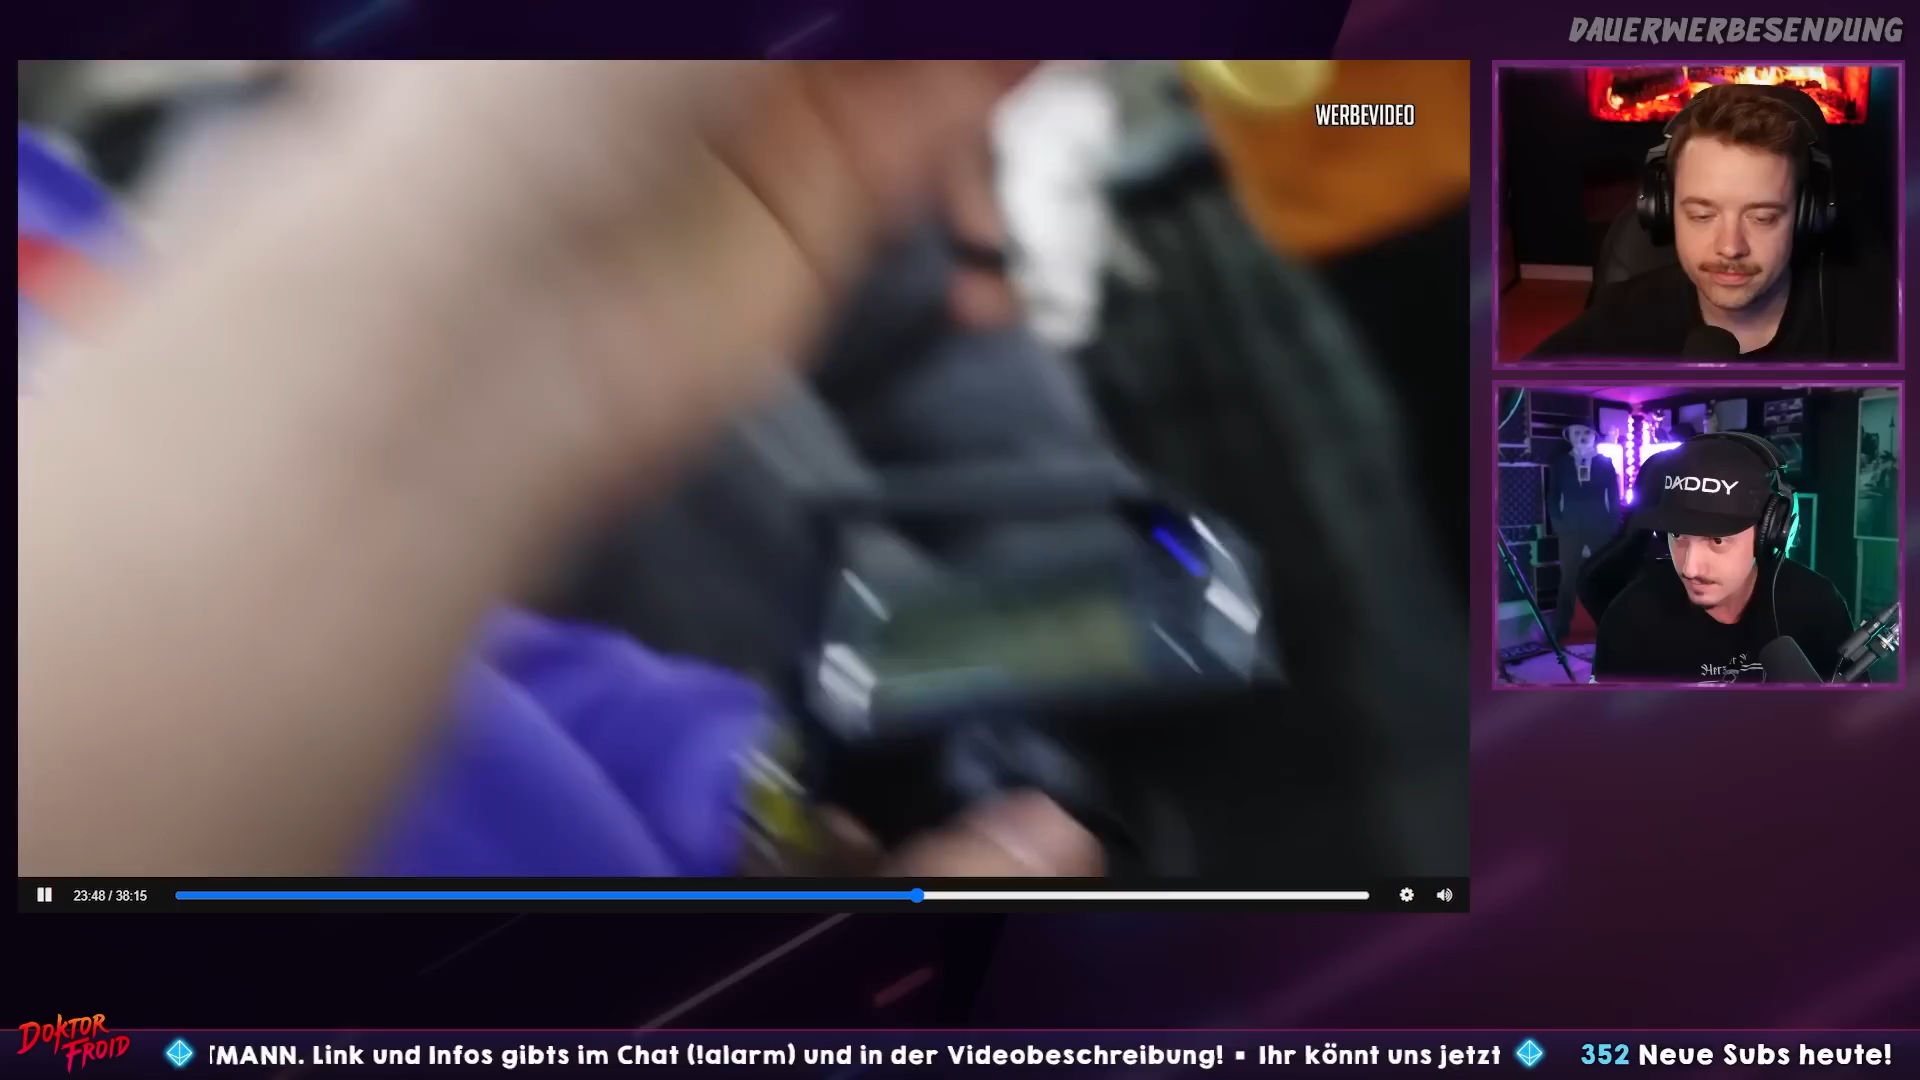 DAUERWERBESENDUNG
WERBEVIDEO
DADDY
23:48 / 38:15
DOKTOR
FROID
MANN. Link und Infos gibts im Chat (!alarm) und in der Videobeschreibung! ▪ Ihr könnt uns jetzt
352 Neue Subs heute!